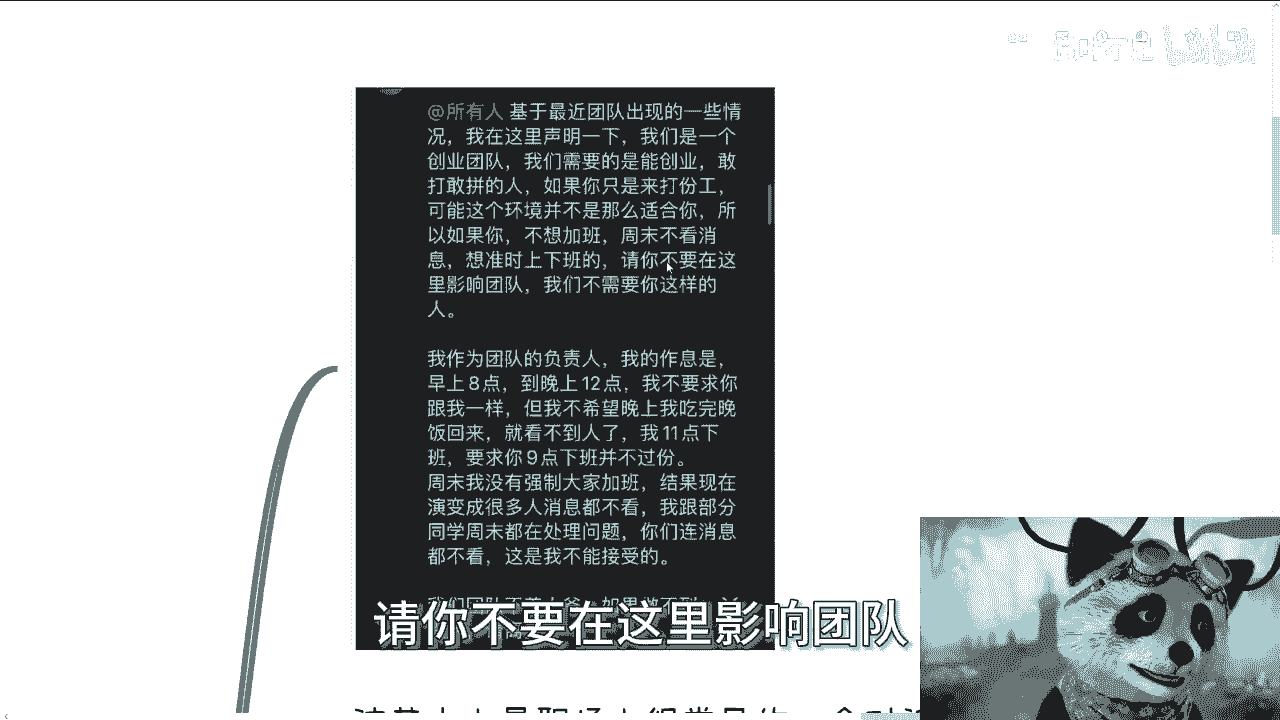 @所有人 基于最近团队出现的一些情
况，我在这里声明一下，我们是一个
创业团队，我们需要的是能创业，敢
打敢拼的人，如果你只是来打份工，
可能这个环境并不是那么适合你，所
以如果你，不想加班，周末不看消
息，想准时上下班的，请你不要在这
里影响团队，我们不需要你这样的
人。
我作为团队的负责人，我的作息是，
早上8点，到晚上12点，我不要求你
跟我一样，但我不希望晚上我吃完晚
饭回来，就看不到人了，我11点下
班，要求你9点下班并不过份。
周末我没有强制大家加班，结果现在
演变成很多人消息都不看，我跟部分
同学周末都在处理问题，你们连消息
都不看，这是我不能接受的。
请你不要在这里影响团队